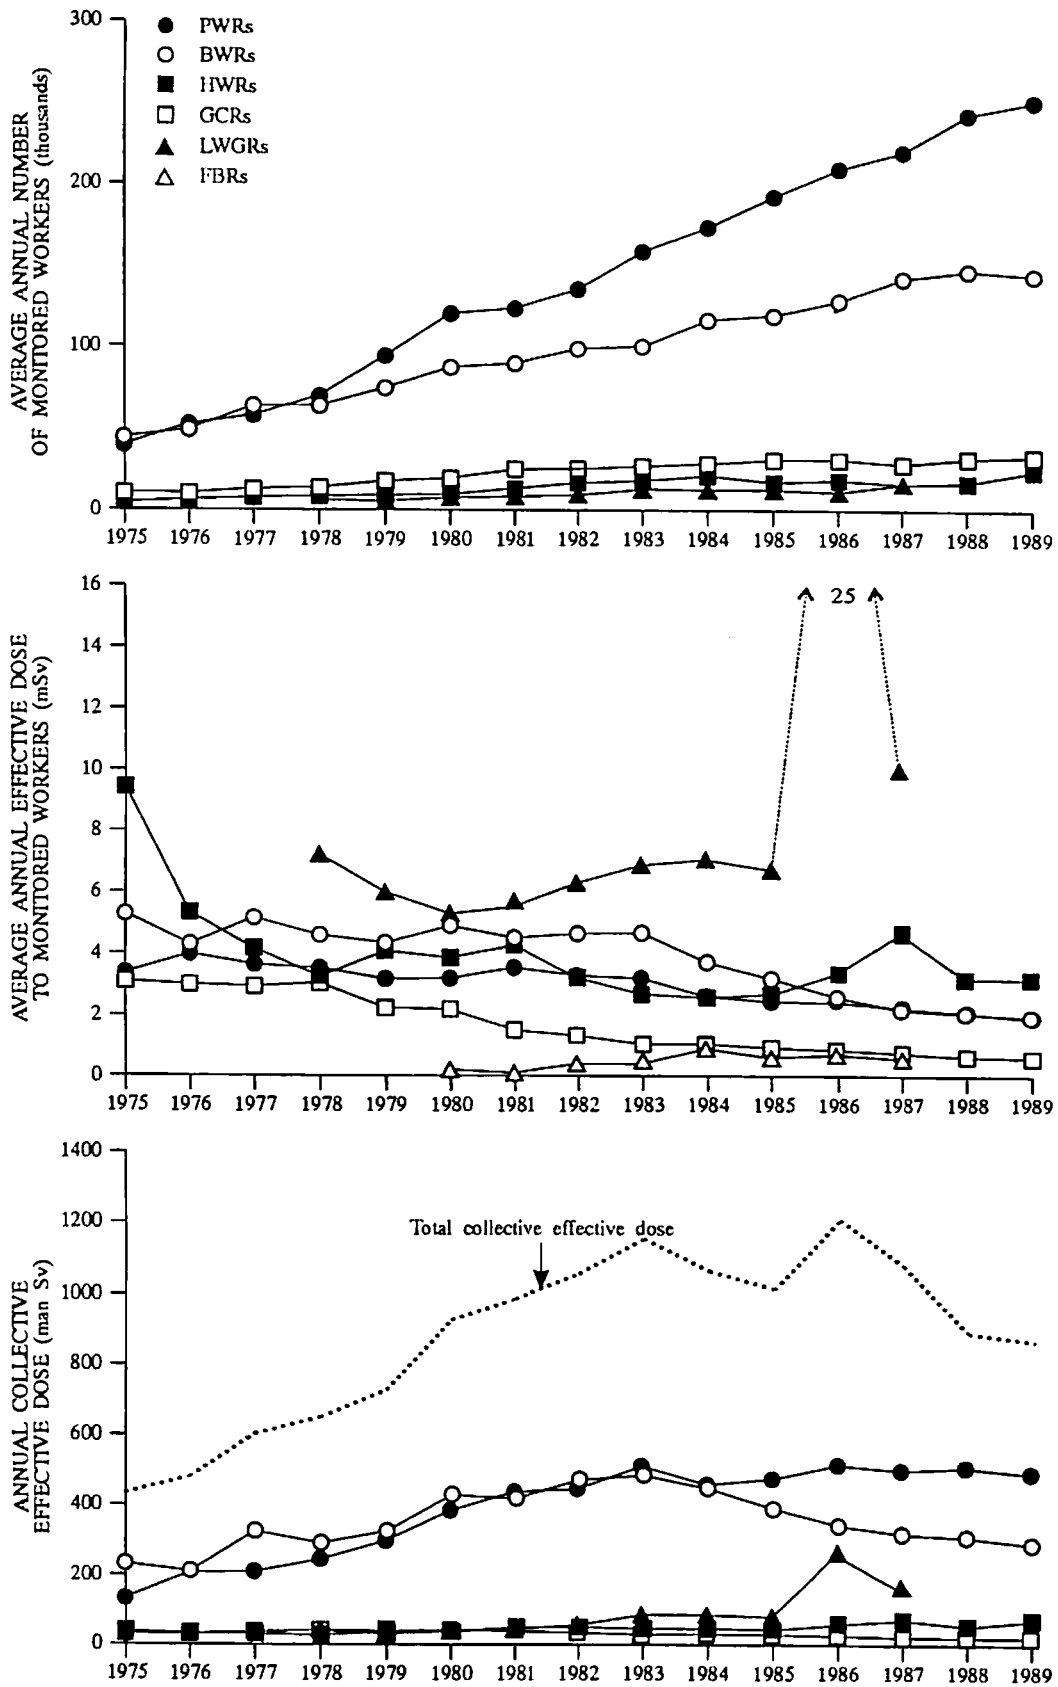 AVERAGE ANNUAL NUMBER
OF MONITORED WORKERS (thousands)
300
200
100
0
PWRs
BWRs
HWRs
GCRs
LWGRs
FBRs
1975 1976 1977 1978 1979 1980 1981 1982 1983 1984 1985 1986 1987 1988 1989
AVERAGE ANNUAL EFFECTIVE DOSE
TO MONITORED WORKERS (mSv)
16
14
12
10
8
6
4
2
0
25
1975 1976 1977 1978 1979 1980 1981 1982 1983 1984 1985 1986 1987 1988 1989
ANNUAL COLLECTIVE
EFFECTIVE DOSE (man Sv)
1400
1200
1000
800
600
400
200
0
Total collective effective dose
1975 1976 1977 1978 1979 1980 1981 1982 1983 1984 1985 1986 1987 1988 1989